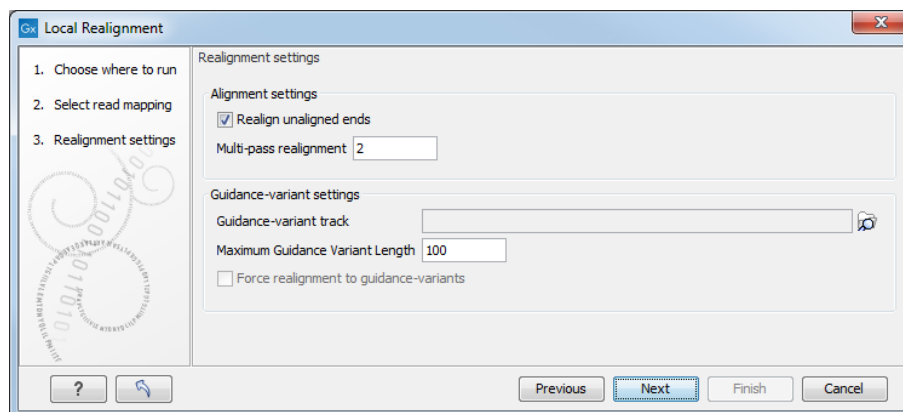 Gx Local Realignment
1. Choose where to run
2. Select read mapping
3. Realignment settings
Realignment settings
Alignment settings
Realign unaligned ends
Multi-pass realignment 2
Guidance-variant settings
Guidance-variant track
Maximum Guidance Variant Length 100
Force realignment to guidance-variants
?
Previous Next Finish Cancel